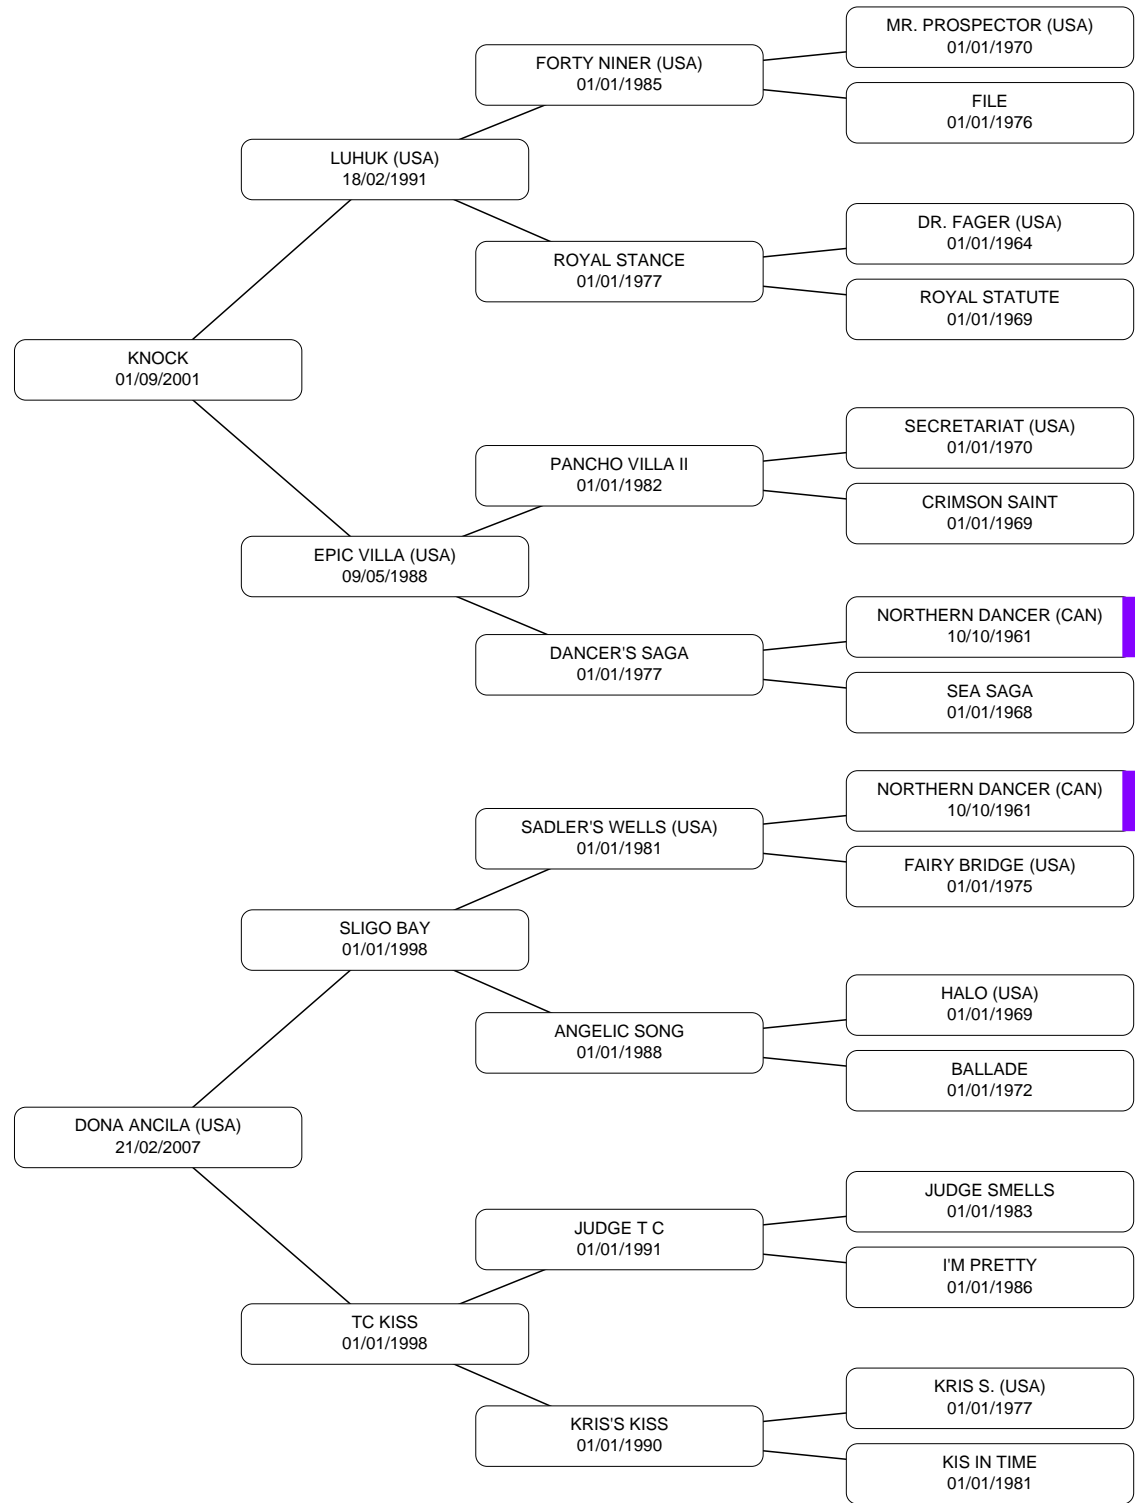 MR. PROSPECTOR (USA)
01/01/1970
FORTY NINER (USA)
01/01/1985
FILE
01/01/1976
LUHUK (USA)
18/02/1991
DR. FAGER (USA)
01/01/1964
ROYAL STANCE
01/01/1977
ROYAL STATUTE
01/01/1969
KNOCK
01/09/2001
SECRETARIAT (USA)
01/01/1970
PANCHO VILLA II
01/01/1982
CRIMSON SAINT
01/01/1969
EPIC VILLA (USA)
09/05/1988
NORTHERN DANCER (CAN)
10/10/1961
DANCER'S SAGA
01/01/1977
SEA SAGA
01/01/1968
NORTHERN DANCER (CAN)
10/10/1961
SADLER'S WELLS (USA)
01/01/1981
FAIRY BRIDGE (USA)
01/01/1975
SLIGO BAY
01/01/1998
HALO (USA)
01/01/1969
ANGELIC SONG
01/01/1988
BALLADE
01/01/1972
DONA ANCILA (USA)
21/02/2007
JUDGE SMELLS
01/01/1983
JUDGE T C
01/01/1991
I'M PRETTY
01/01/1986
TC KISS
01/01/1998
KRIS S. (USA)
01/01/1977
KRIS'S KISS
01/01/1990
KIS IN TIME
01/01/1981